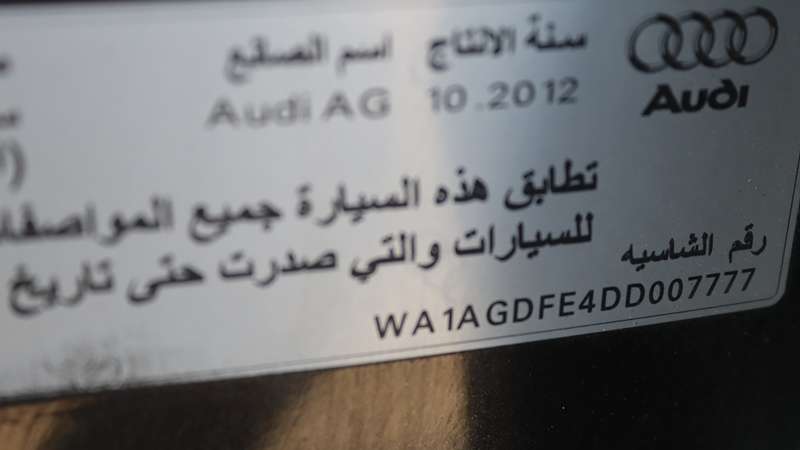 سنة الانتاج اسم الصانع
Audi AG 10.2012
Audi
تطابق هذه السيارة جميع
للسيارات والتي صدرت حتى تاريخ
رقم الشاسيه
WA1AGDFE4DD007777